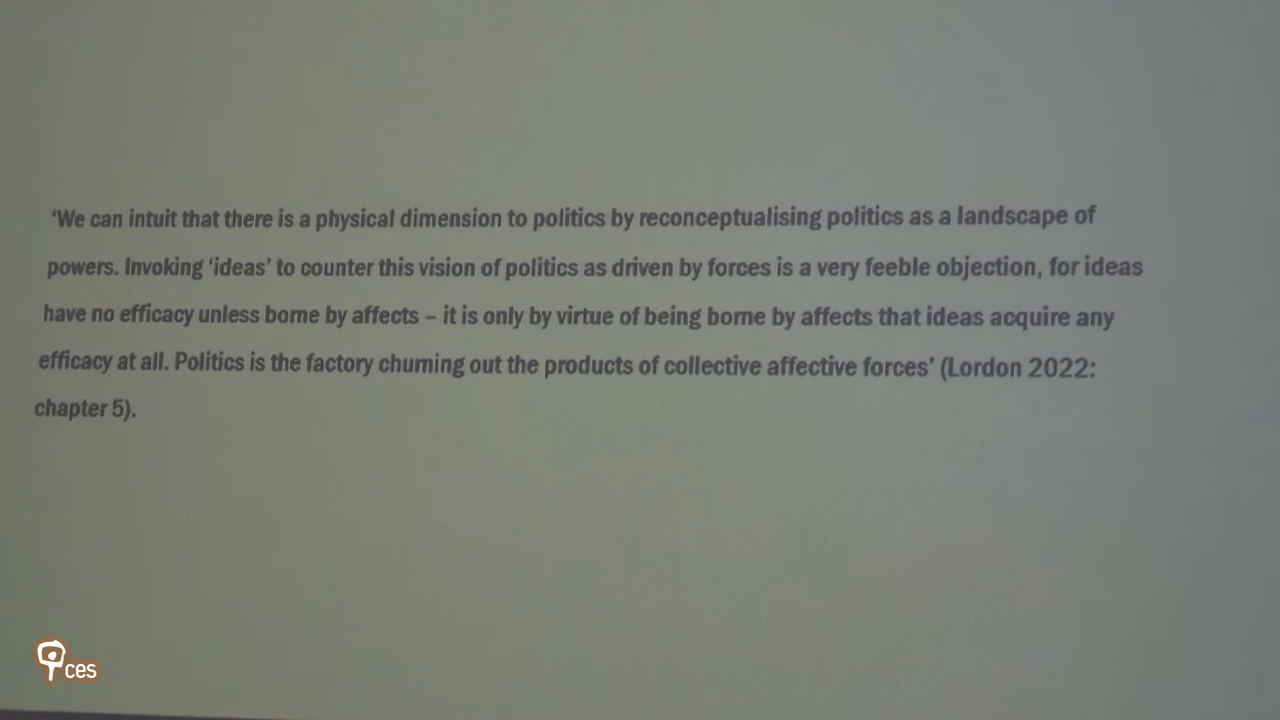 ‘We can intuit that there is a physical dimension to politics by reconceptualising politics as a landscape of
powers. Invoking ‘ideas’ to counter this vision of politics as driven by forces is a very feeble objection, for ideas
have no efficacy unless borne by affects – it is only by virtue of being borne by affects that ideas acquire any
efficacy at all. Politics is the factory churning out the products of collective affective forces’ (Lordon 2022:
chapter 5).
ces